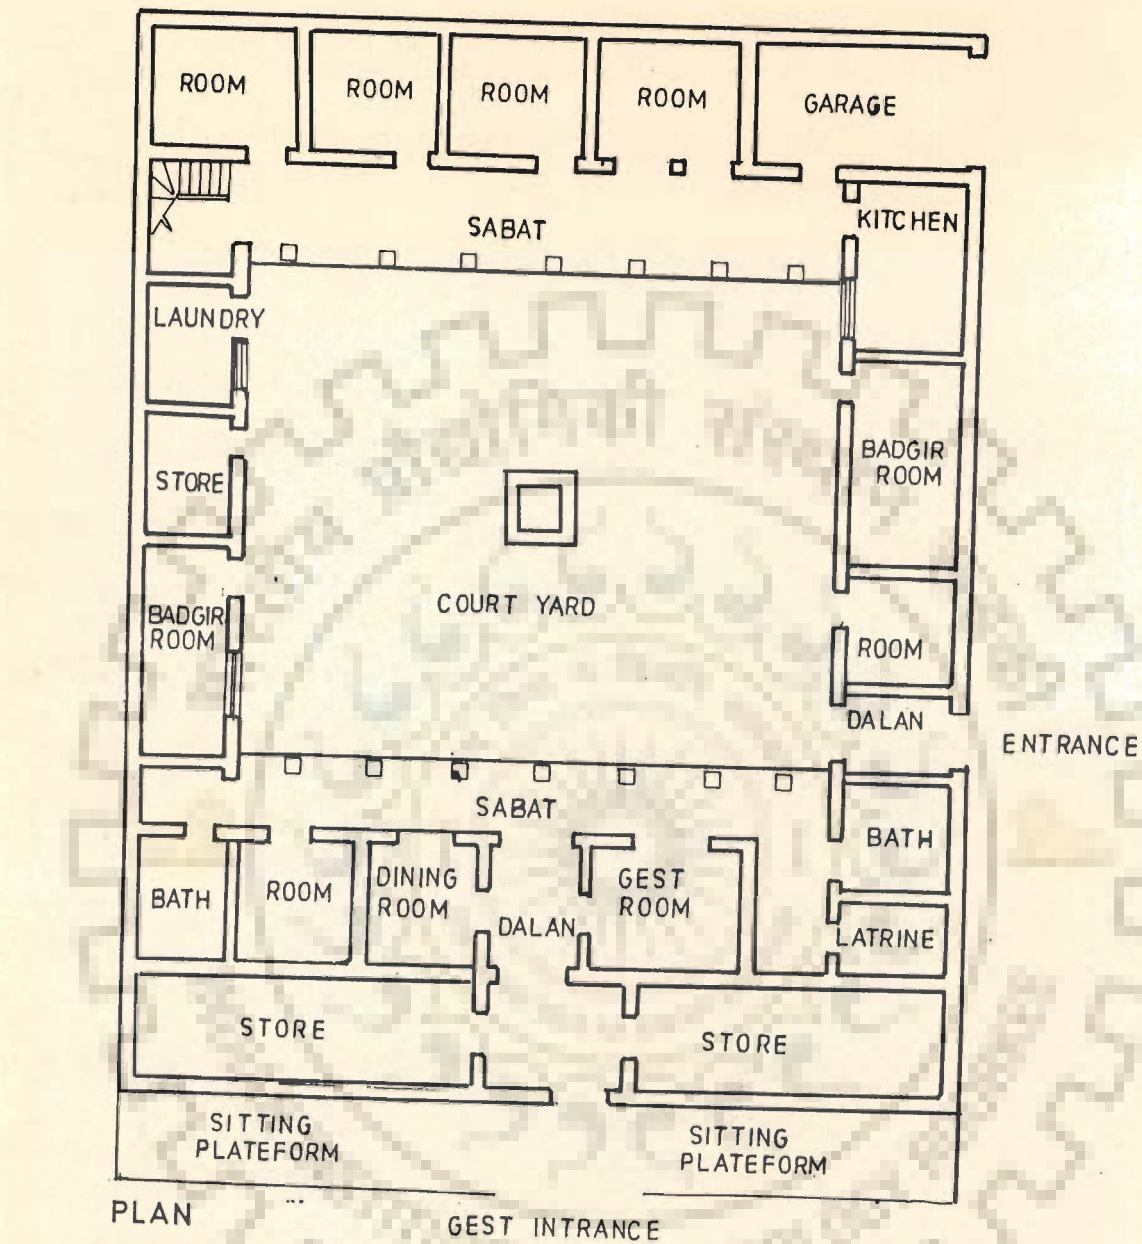 ROOM
ROOM
ROOM
ROOM
GARAGE
SABAT
KITCHEN
LAUNDRY
BADGIR
ROOM
STORE
COURT YARD
BADGIR
ROOM
ROOM
DALAN
ENTRANCE
SABAT
BATH
DINING
ROOM
GEST
ROOM
BATH
ROOM
DALAN
LATRINE
STORE
STORE
SITTING
PLATEFORM
SITTING
PLATEFORM
PLAN
GEST INTRANCE